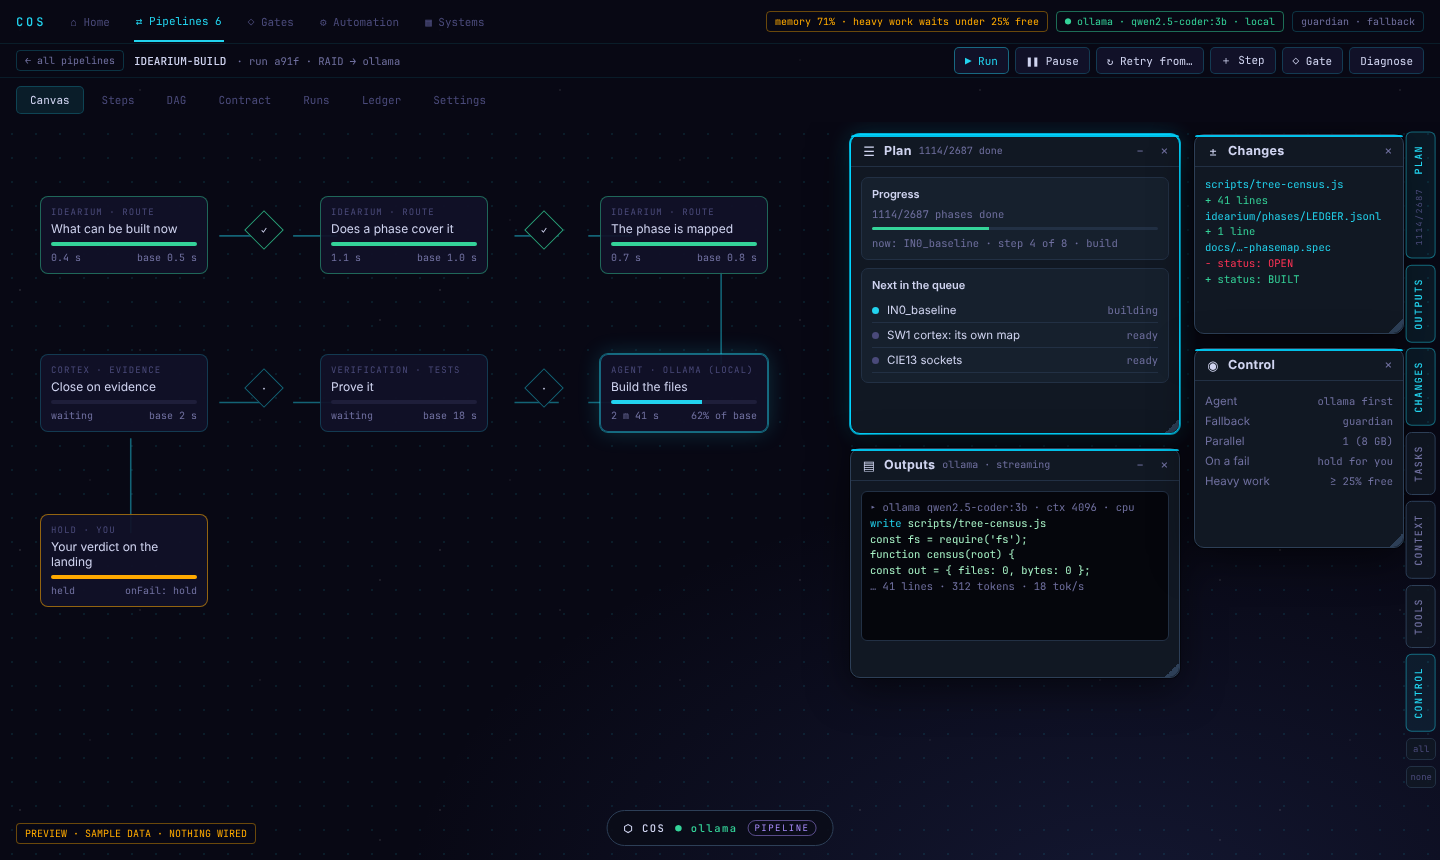 COS
⌂ Home
⇄ Pipelines 6
◇ Gates
⚙ Automation
▦ Systems
memory 71% · heavy work waits under 25% free
ollama · qwen2.5-coder:3b · local
guardian · fallback
← all pipelines
IDEARIUM-BUILD · run a91f · RAID → ollama
▶ Run
❚❚ Pause
↻ Retry from…
+ Step
◇ Gate
Diagnose
Canvas
Steps
DAG
Contract
Runs
Ledger
Settings
IDEARIUM · ROUTE
What can be built now
0.4 s base 0.5 s
✓
IDEARIUM · ROUTE
Does a phase cover it
1.1 s base 1.0 s
✓
IDEARIUM · ROUTE
The phase is mapped
0.7 s base 0.8 s
CORTEX · EVIDENCE
Close on evidence
waiting base 2 s
VERIFICATION · TESTS
Prove it
waiting base 18 s
AGENT · OLLAMA (LOCAL)
Build the files
2 m 41 s 62% of base
HOLD · YOU
Your verdict on the
landing
held onFail: hold
☰ Plan 1114/2687 done − ×
Progress
1114/2687 phases done
now: IN0_baseline · step 4 of 8 · build
Next in the queue
IN0_baseline building
SW1 cortex: its own map ready
CIE13 sockets ready
▤ Outputs ollama · streaming − ×
‣ ollama qwen2.5-coder:3b · ctx 4096 · cpu
write scripts/tree-census.js
const fs = require('fs');
function census(root) {
const out = { files: 0, bytes: 0 };
… 41 lines · 312 tokens · 18 tok/s
± Changes ×
scripts/tree-census.js
+ 41 lines
idearium/phases/LEDGER.jsonl
+ 1 line
docs/…-phasemap.spec
- status: OPEN
+ status: BUILT
◉ Control ×
Agent ollama first
Fallback guardian
Parallel 1 (8 GB)
On a fail hold for you
Heavy work ≥ 25% free
PLAN 1114/2687
OUTPUTS
CHANGES
TASKS
CONTEXT
TOOLS
CONTROL
all
none
PREVIEW · SAMPLE DATA · NOTHING WIRED
⬡ COS ● ollama PIPELINE